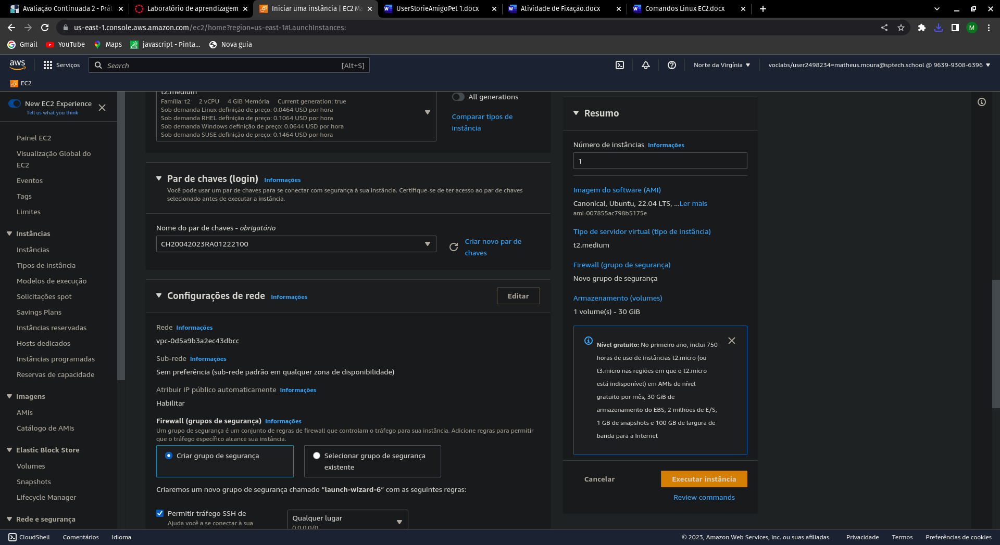 Avaliação Continuada 2 - Prát
Laboratório de aprendizagem
Iniciar uma instância | EC2 Ma
UserStorieAmigoPet 1.docx
Atividade de Fixação.docx
Comandos Linux EC2.docx
us-east-1.console.aws.amazon.com/ec2/home?region=us-east-1#LaunchInstances:
M
Gmail
YouTube
Maps
javascript - Pinta...
Nova guia
aws
Serviços
Search
[Alt+S]
Norte da Virgínia
voclabs/user2498234=matheus.moura@sptech.school @ 9639-9308-6396
EC2
New EC2 Experience
Tell us what you think
Painel EC2
Visualização Global do
EC2
Eventos
Tags
Limites
Instâncias
Instâncias
Tipos de instância
Modelos de execução
Solicitações spot
Savings Plans
Instâncias reservadas
Hosts dedicados
Instâncias programadas
Reservas de capacidade
Imagens
AMIs
Catálogo de AMIs
Elastic Block Store
Volumes
Snapshots
Lifecycle Manager
Rede e segurança
t2.medium
Família: t2 2 vCPU 4 GiB Memória Current generation: true
Sob demanda Linux definição de preço: 0.0464 USD por hora
Sob demanda RHEL definição de preço: 0.1064 USD por hora
Sob demanda Windows definição de preço: 0.0644 USD por hora
Sob demanda SUSE definição de preço: 0.1464 USD por hora
All generations
Comparar tipos de
instância
Par de chaves (login) Informações
Você pode usar um par de chaves para se conectar com segurança à sua instância. Certifique-se de ter acesso ao par de chaves
selecionado antes de executar a instância.
Nome do par de chaves - obrigatório
CH20042023RA01222100
Criar novo par de
chaves
Configurações de rede Informações
Editar
Rede Informações
vpc-0d5a9b3a2ec43dbcc
Sub-rede Informações
Sem preferência (sub-rede padrão em qualquer zona de disponibilidade)
Atribuir IP público automaticamente Informações
Habilitar
Firewall (grupos de segurança) Informações
Um grupo de segurança é um conjunto de regras de firewall que controlam o tráfego para sua instância. Adicione regras para permitir
que o tráfego específico alcance sua instância.
Criar grupo de segurança
Selecionar grupo de segurança
existente
Criaremos um novo grupo de segurança chamado “launch-wizard-6” com as seguintes regras:
Permitir tráfego SSH de
Ajuda você a se conectar à sua
Qualquer lugar
0.0.0.0/0
Resumo
Número de instâncias Informações
1
Imagem do software (AMI)
Canonical, Ubuntu, 22.04 LTS, ...Ler mais
ami-007855ac798b5175e
Tipo de servidor virtual (tipo de instância)
t2.medium
Firewall (grupo de segurança)
Novo grupo de segurança
Armazenamento (volumes)
1 volume(s) - 30 GiB
Nível gratuito: No primeiro ano, inclui 750
horas de uso de instâncias t2.micro (ou
t3.micro nas regiões em que o t2.micro
está indisponível) em AMIs de nível
gratuito por mês, 30 GiB de
armazenamento do EBS, 2 milhões de E/S,
1 GB de snapshots e 100 GB de largura de
banda para a Internet
Cancelar
Executar instância
Review commands
CloudShell
Comentários
Idioma
© 2023, Amazon Web Services, Inc. ou suas afiliadas.
Privacidade
Termos
Preferências de cookies